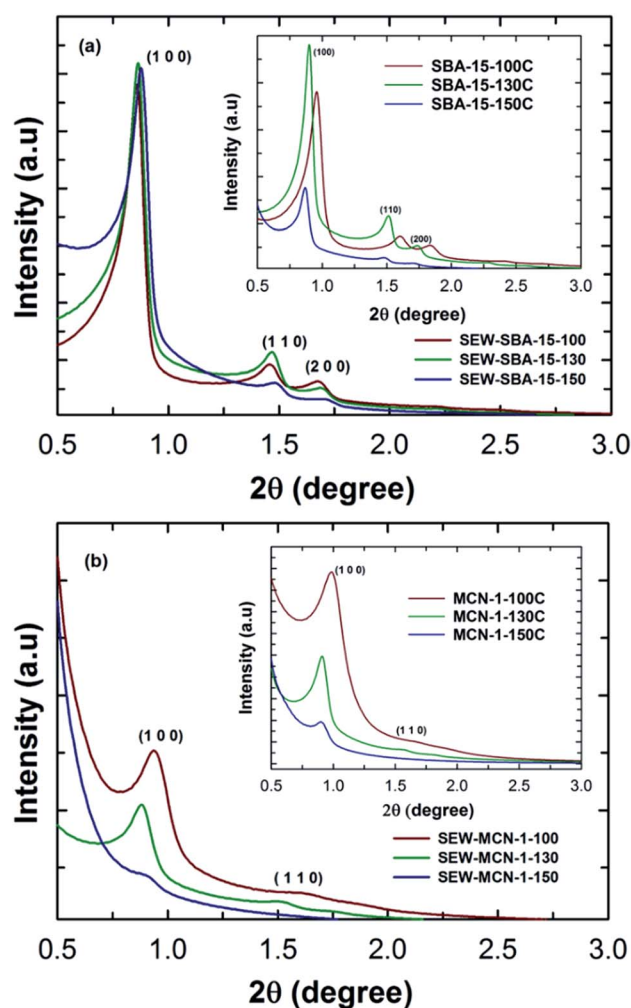 (a)
(1 0 0)
(1 1 0)
(2 0 0)
Intensity (a.u)
SEW-SBA-15-100
SEW-SBA-15-130
SEW-SBA-15-150
0.5 1.0 1.5 2.0 2.5 3.0
2θ (degree)
(100)
(110)
(200)
SBA-15-100C
SBA-15-130C
SBA-15-150C
Intensity (a.u)
0.5 1.0 1.5 2.0 2.5 3.0
2θ (degree)
(b)
(1 0 0)
(1 1 0)
Intensity (a.u)
SEW-MCN-1-100
SEW-MCN-1-130
SEW-MCN-1-150
0.5 1.0 1.5 2.0 2.5 3.0
2θ (degree)
(1 0 0)
(1 1 0)
MCN-1-100C
MCN-1-130C
MCN-1-150C
Intensity (a.u)
0.5 1.0 1.5 2.0 2.5 3.0
2θ (degree)